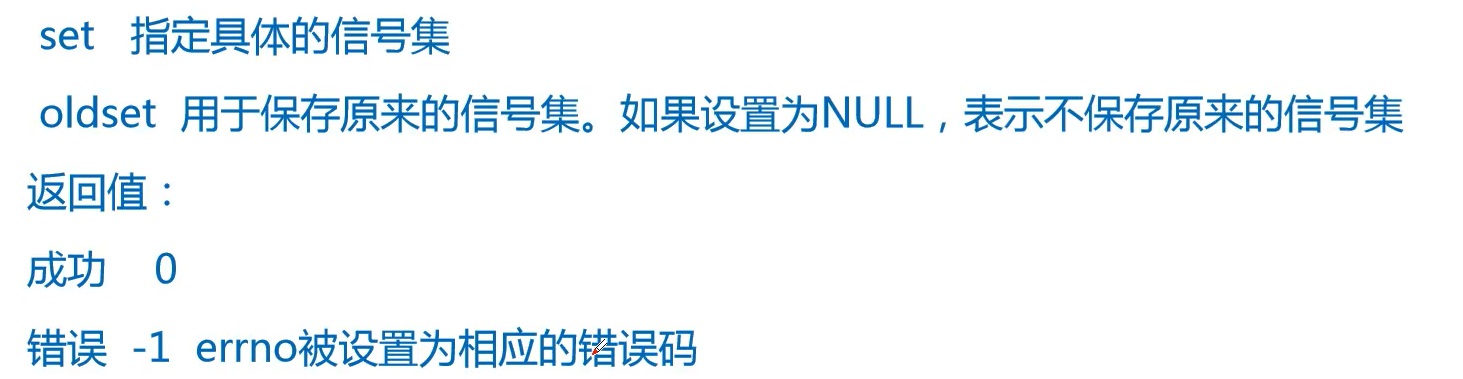 set 指定具体的信号集
oldset 用于保存原来的信号集。如果设置为NULL，表示不保存原来的信号集
返回值：
成功 0
错误 -1 errno被设置为相应的错误码